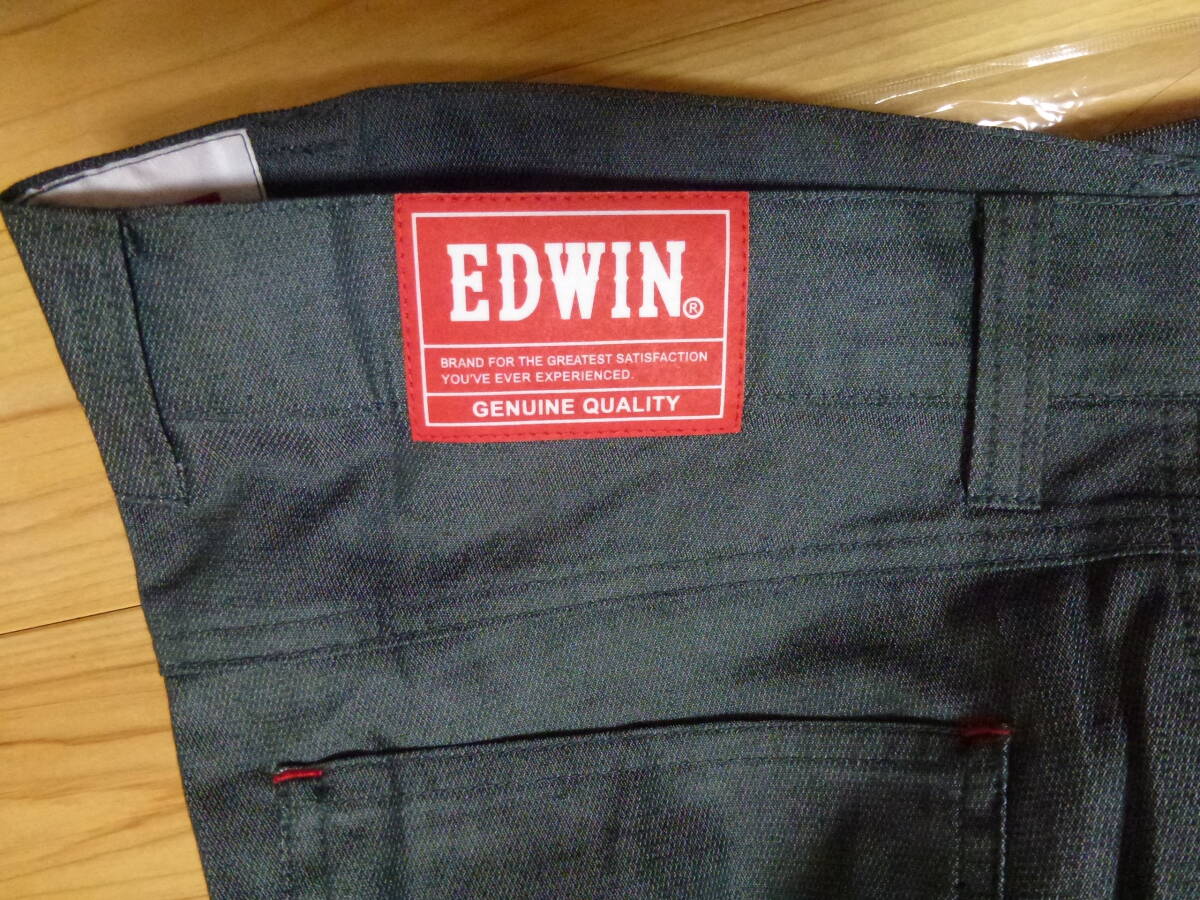 EDWIN®
BRAND FOR THE GREATEST SATISFACTION
YOU'VE EVER EXPERIENCED.
GENUINE QUALITY